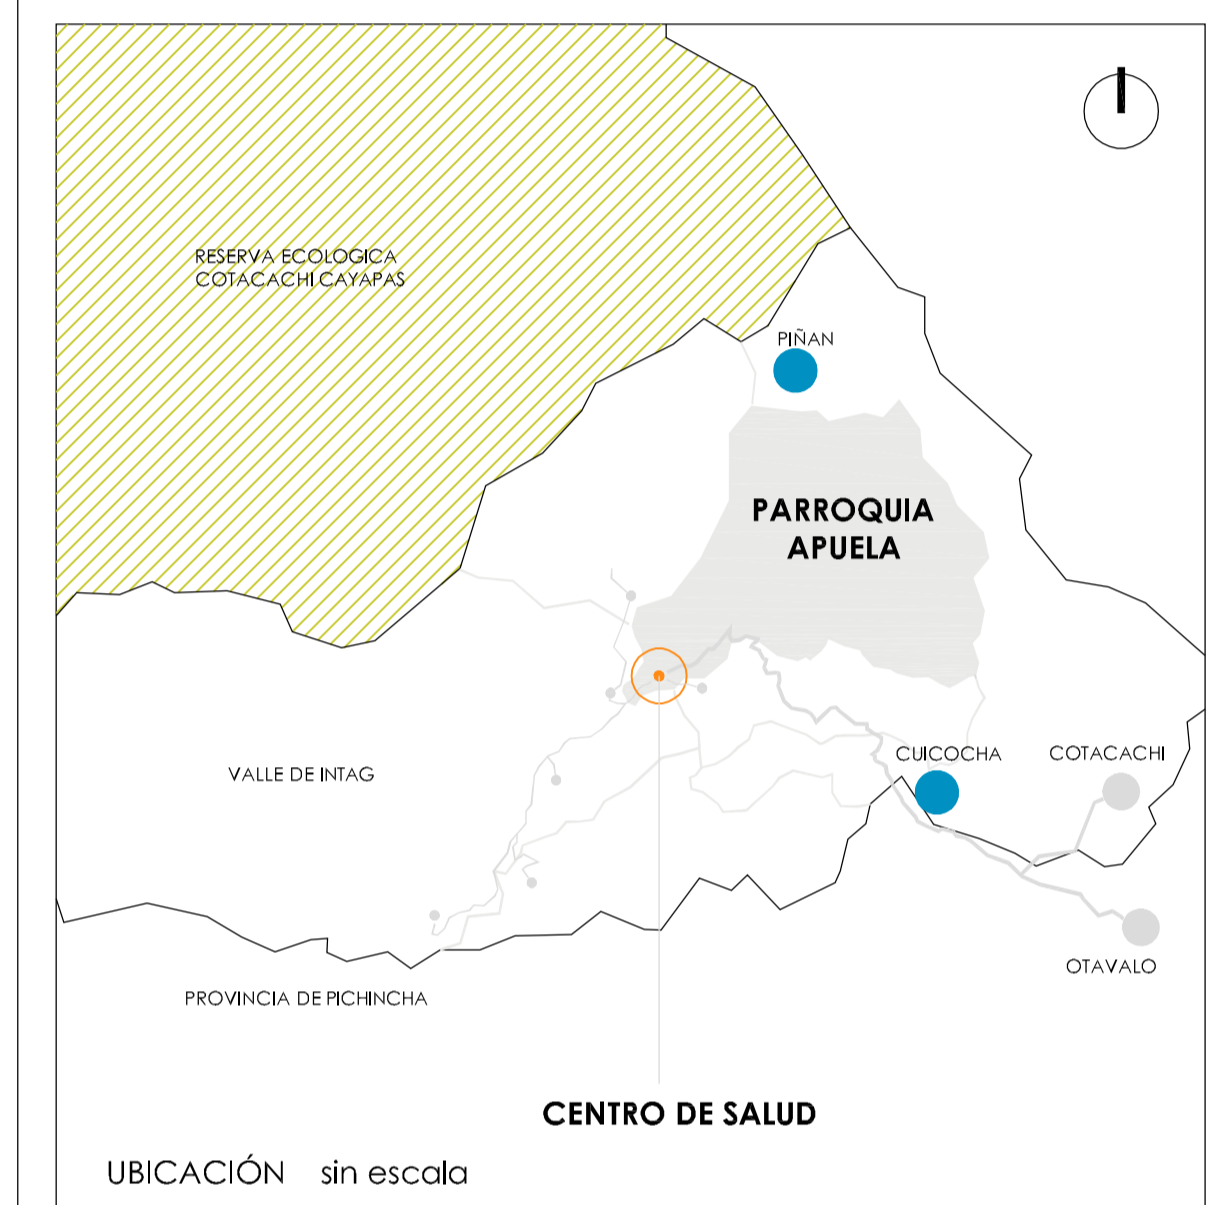 RESERVA ECOLOGICA
COTACACHI CAYAPAS
PIÑAN
PARROQUIA
APUELA
VALLE DE INTAG
CUICOCHA
COTACACHI
OTAVALO
PROVINCIA DE PICHINCHA
CENTRO DE SALUD
UBICACIÓN sin escala